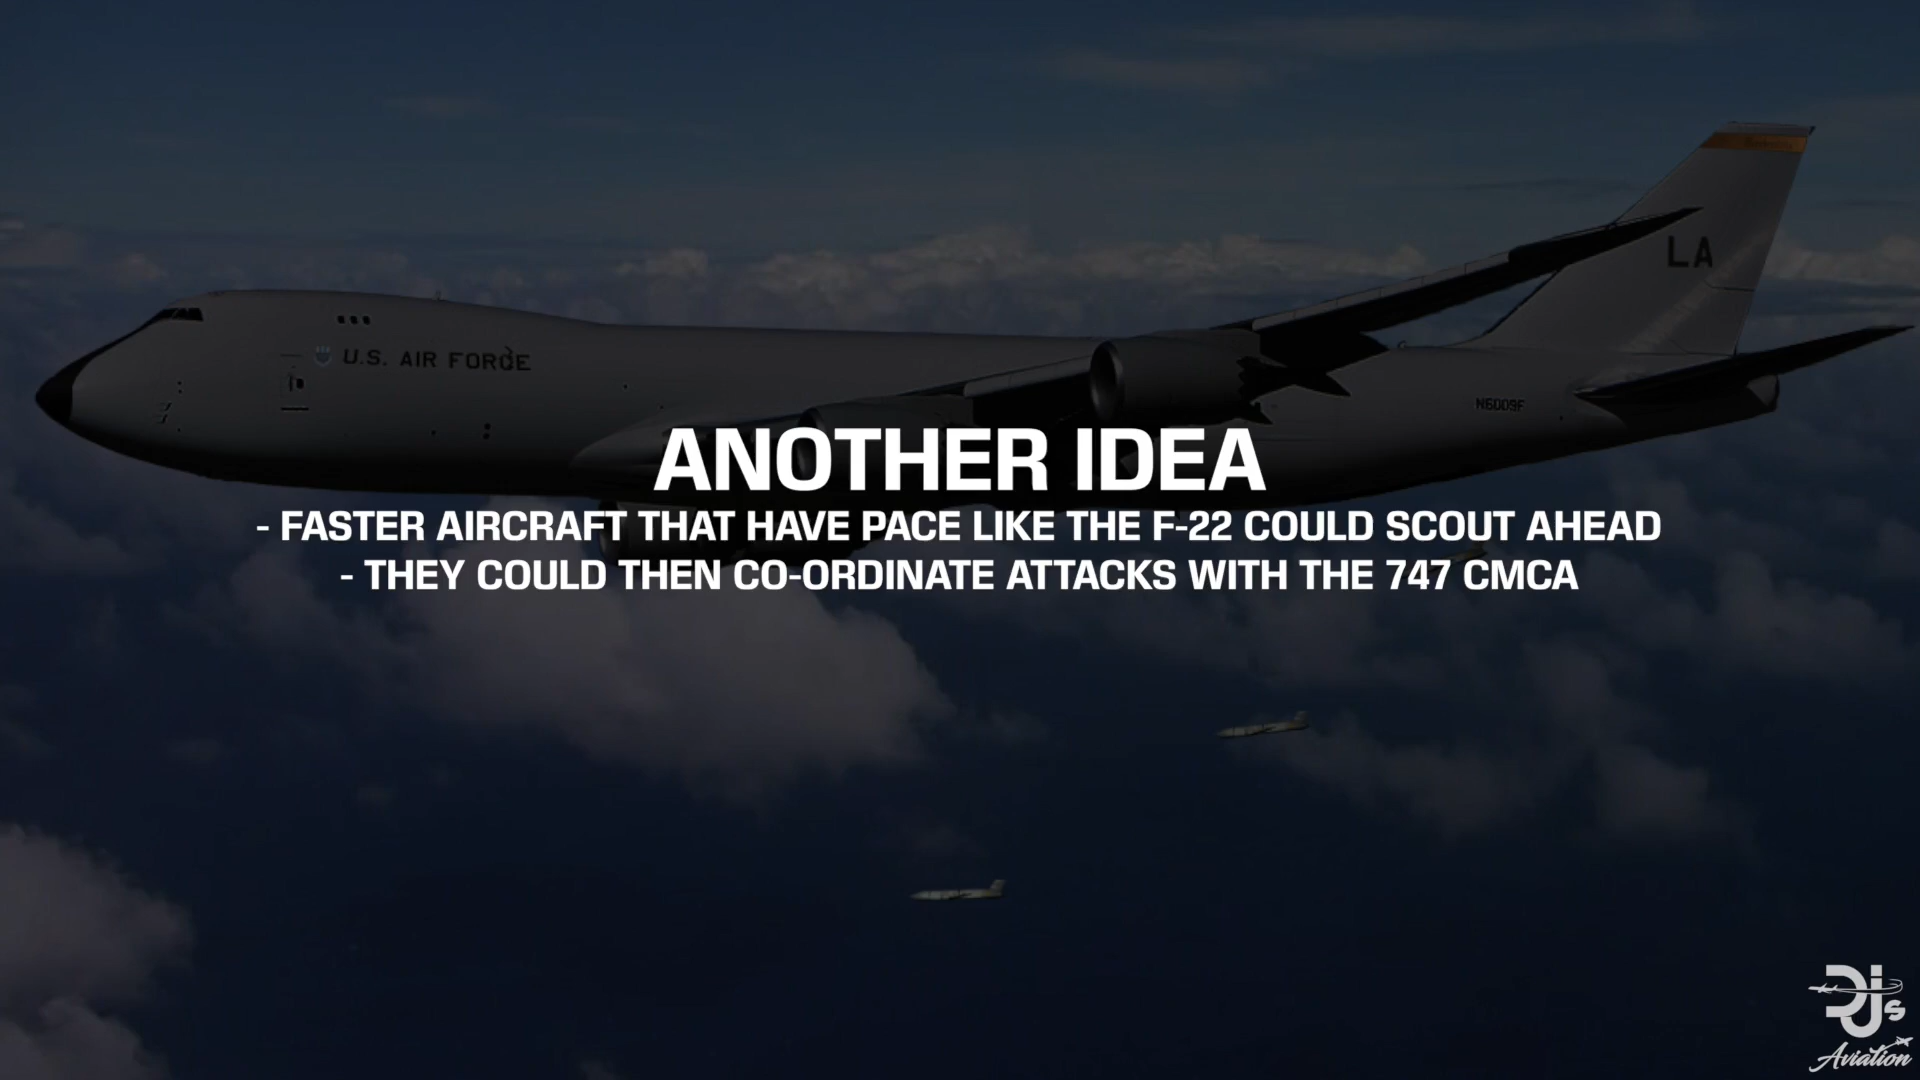 LA
U.S. AIR FORCE
N6009F
ANOTHER IDEA
- FASTER AIRCRAFT THAT HAVE PACE LIKE THE F-22 COULD SCOUT AHEAD
- THEY COULD THEN CO-ORDINATE ATTACKS WITH THE 747 CMCA
DJs
Aviation